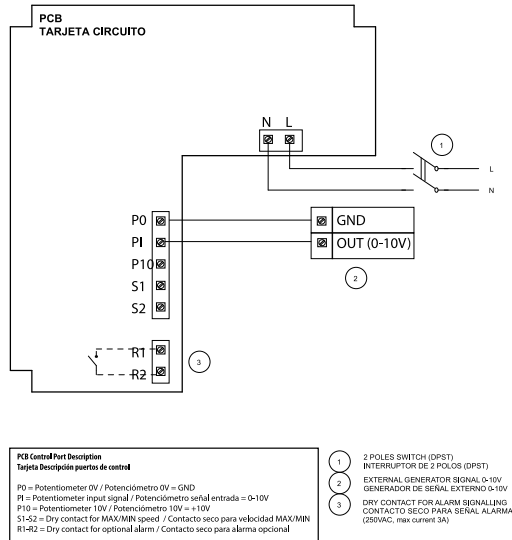 PCB
TARJETA CIRCUITO
N L
1
L
N
P0
PI
P10
S1
S2
GND
OUT (0-10V)
2
R1
R2
3
PCB Control Port Description
Tarjeta Descripción puertos de control
P0 = Potentiometer 0V / Potenciómetro 0V = GND
PI = Potentiometer input signal / Potenciómetro señal entrada = 0-10V
P10 = Potentiometer 10V / Potenciómetro 10V = +10V
S1-S2 = Dry contact for MAX/MIN speed / Contacto seco para velocidad MAX/MIN
R1-R2 = Dry contact for optional alarm / Contacto seco para alarma opcional
1 2 POLES SWITCH (DPST)
INTERRUPTOR DE 2 POLOS (DPST)
2 EXTERNAL GENERATOR SIGNAL 0-10V
GENERADOR DE SEÑAL EXTERNO 0-10V
3 DRY CONTACT FOR ALARM SIGNALLING
CONTACTO SECO PARA SEÑAL ALARMA
(250VAC, max current 3A)